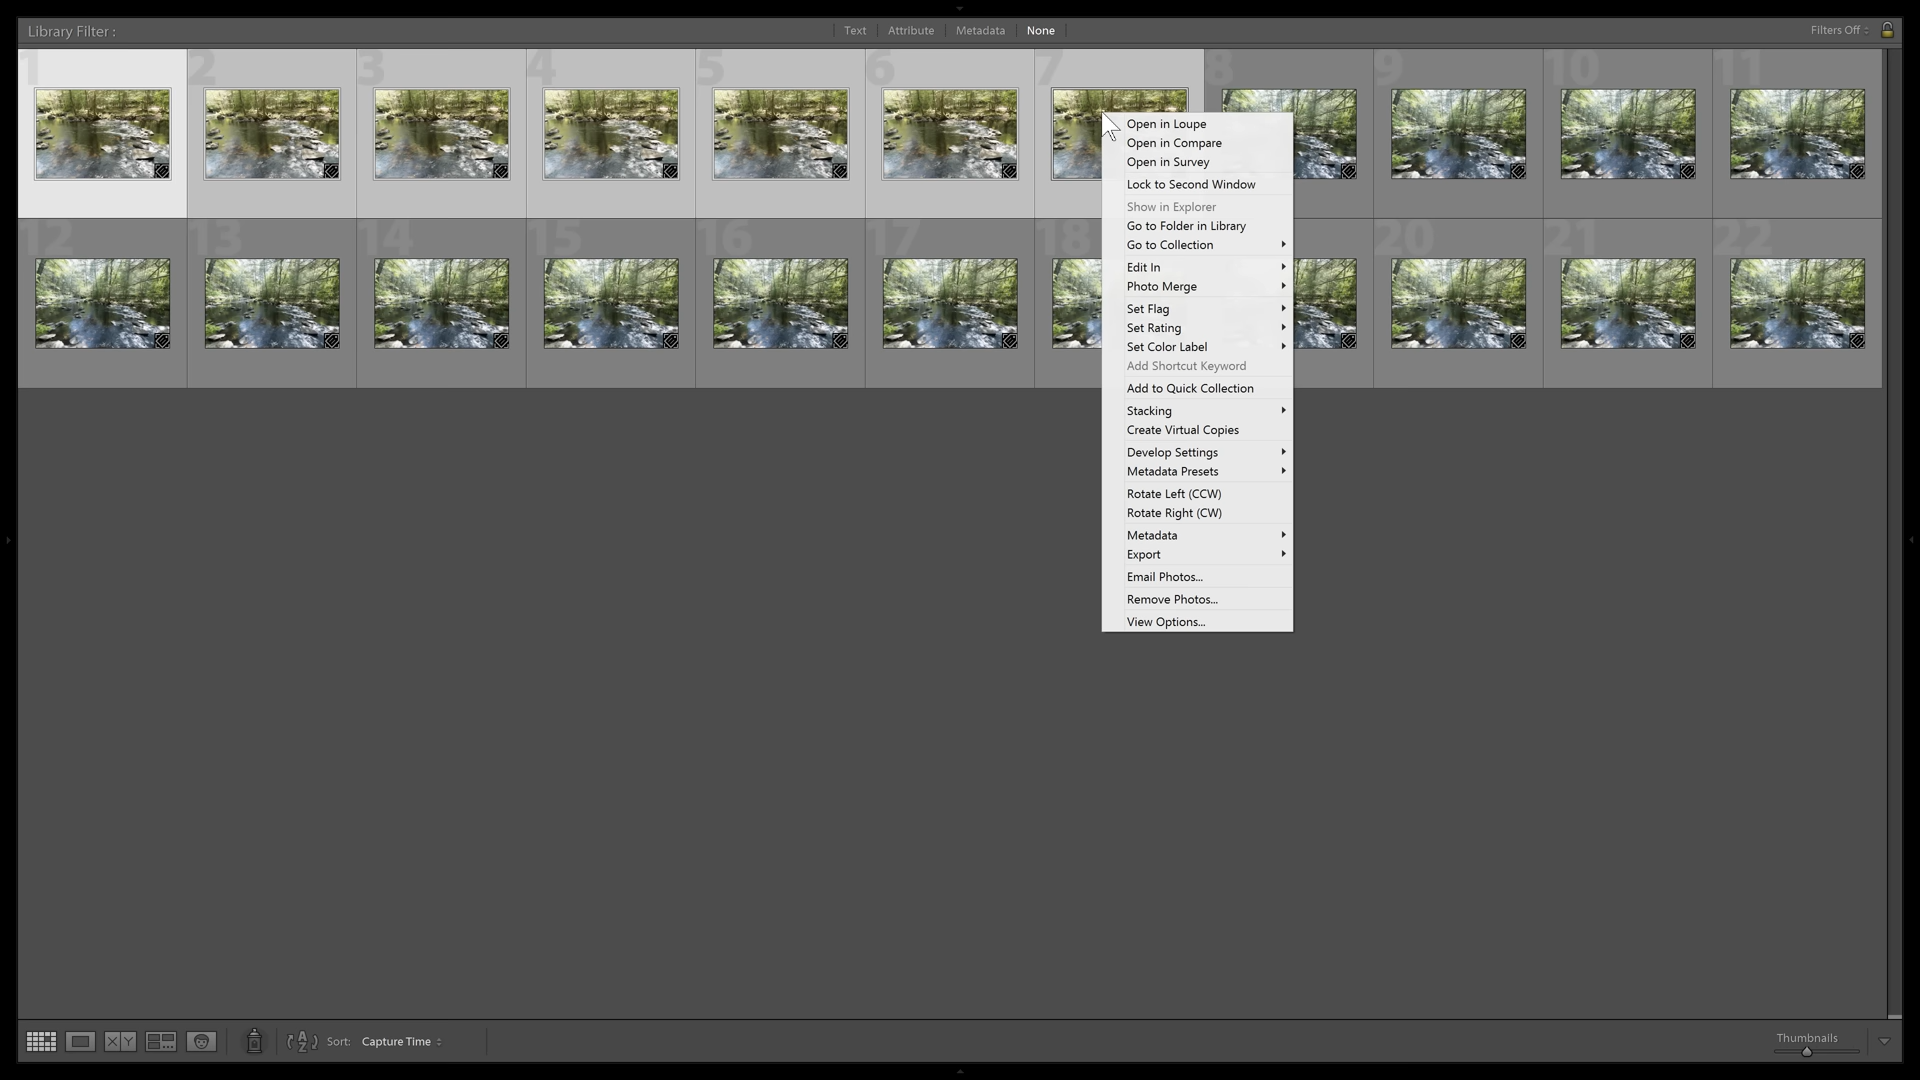 Library Filter :
Text
Attribute
Metadata
None
Filters Off
1
2
3
4
5
6
7
8
9
10
11
12
13
14
15
16
17
18
20
21
22
Open in Loupe
Open in Compare
Open in Survey
Lock to Second Window
Show in Explorer
Go to Folder in Library
Go to Collection
Edit In
Photo Merge
Set Flag
Set Rating
Set Color Label
Add Shortcut Keyword
Add to Quick Collection
Stacking
Create Virtual Copies
Develop Settings
Metadata Presets
Rotate Left (CCW)
Rotate Right (CW)
Metadata
Export
Email Photos...
Remove Photos...
View Options...
X Y
A
Z
Sort:
Capture Time
Thumbnails